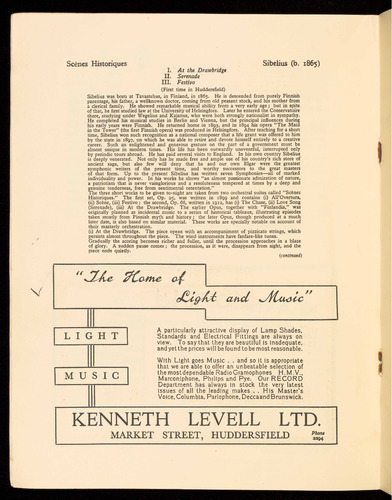 Scènes Historiques Sibelius (b. 1865)
I. At the Drawbridge
II. Serenade
III. Festivo
(First time in Huddersfield)
Sibelius was born at Tavastehus, in Finland, in 1865. He is descended from purely Finnish
parentage, his father, a wellknown doctor, coming from old peasant stock, and his mother from
a clerical family. He showed remarkable musical ability from a very early age; but in spite
of that, he first studied law at the University of Helsingfors. Later he entered the Conservatoire
there, studying under Wegelius and Kajanus, who were both strongly nationalist in sympathy.
He completed his musical studies in Berlin and Vienna, but the principal influences during
his early years were Finnish. He returned home in 1893, and in 1896 his opera "The Maid
in the Tower" (the first Finnish opera) was produced in Helsingfors. After teaching for a short
time, Sibelius won such recognition as a national composer that a life grant was offered to him
by the state in 1897, on which he was able to retire and devote himself entirely to creative
career. Such an enlightened and generous gesture on the part of a government must be
almost unique in modern times. His life has been outwardly uneventful, interrupted only
by periodic tours abroad. He has paid several visits to England. In his own country Sibelius
is deeply venerated. Not only has he made free and ample use of his country's rich store of
ancient sagas, but also few will deny that he and our own Elgar were the greatest
symphonic writers of the present time, and worthy successors to the great masters
of that form. Up to the present Sibelius has written seven Symphonies—all of marked
individuality and power. In his works he shows "an almost passionate admiration of nature,
a patriotism that is never vainglorious and a resoluteness tempered at times by a deep and
genuine tenderness, free from sentimental ostentation."
The three short works to be given to-night are taken from two orchestral suites called "Scènes
Historiques." The first set, Op. 25, was written in 1899 and contains (i) All'Overtura,
(ii) Scène, (iii) Festivo; the second, Op. 66, written in 1912, has (i) The Chase, (ii) Love Song
(Serenade), (iii) At the Drawbridge. The earlier Opus, together with "Finlandia," was
originally planned as incidental music to a series of historical tableaux, illustrating episodes
taken mostly from Finnish myth and history; the later Opus, though produced at a much
later date, is also based on similar material. These works are specially notable on account of
their masterly orchestration.
(i) At the Drawbridge. The piece opens with an accompaniment of pizzicato strings, which
persists almost throughout the piece. The wind instruments have fanfare-like tunes.
Gradually the scoring becomes richer and fuller, until the procession approaches in a blaze
of glory. A sudden pause comes; the procession, as it were, disappears from sight, and the
piece ends quietly.
(continued)
"The Home of
Light and Music"
LIGHT
MUSIC
A particularly attractive display of Lamp Shades,
Standards and Electrical Fittings are always on
view. To say that they are beautiful is inadequate,
and yet the prices will be found to be most reasonable.
With Light goes Music . . and so it is appropriate
that we are able to offer an unbeatable selection of
the most dependable Radio Gramophones H.M.V.,
Marconiphone, Philips and Pye. Our RECORD
Department has always in stock the very latest
issues of all the leading makes . . His Master's
Voice, Columbia, Parlophone, Decca and Brunswick.
KENNETH LEVELL LTD.
MARKET STREET, HUDDERSFIELD Phone
2294